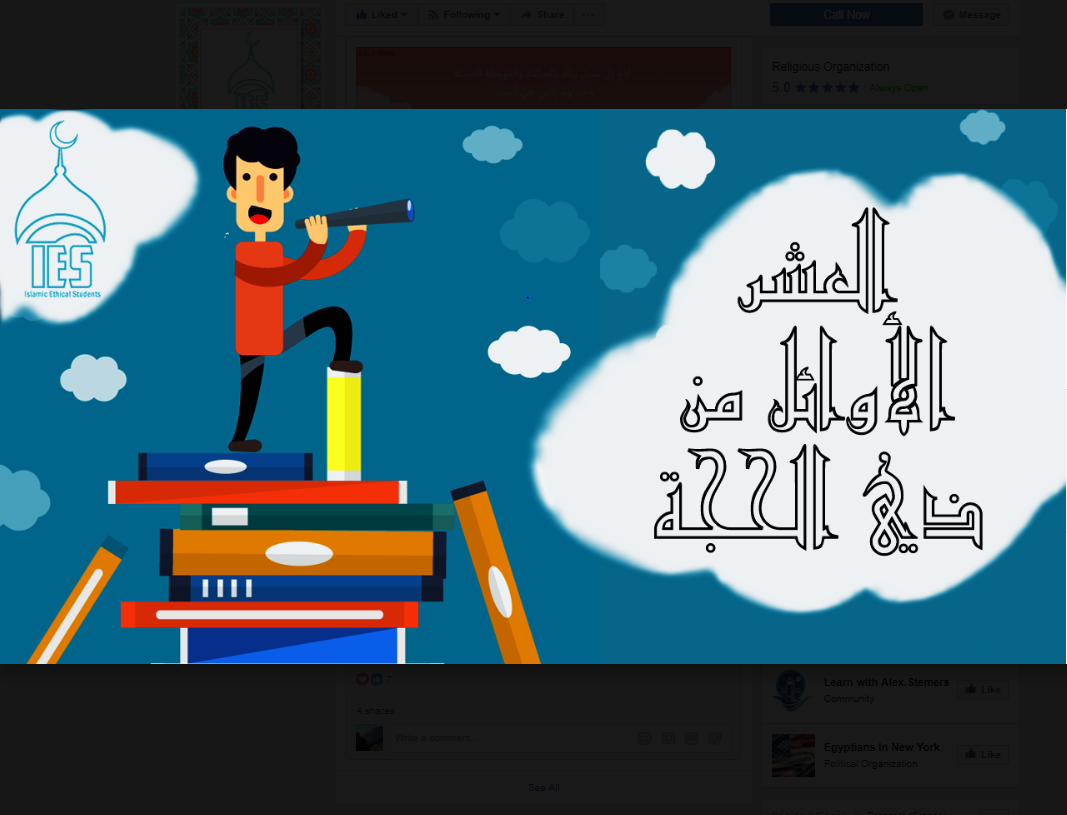 Liked
Following
Share
Call Now
Message
Religious Organization
5.0
Always Open
IES
Islamic Ethical Students
العشر
الأوائل من
ذي الحجة
7
4 shares
Write a comment...
See All
Learn with Alex.Stemers
Community
Like
Egyptians In New York
Political Organization
Like